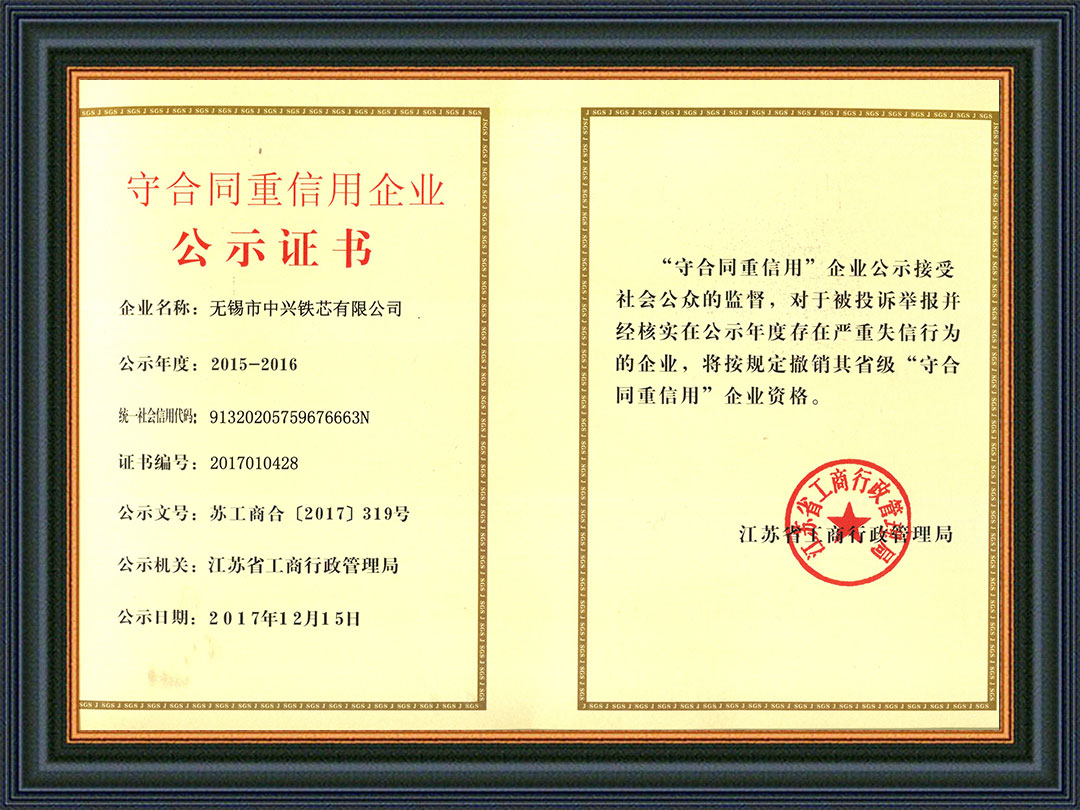 守合同重信用企业
公示证书
企业名称：无锡市中兴铁芯有限公司
公示年度：2015-2016
统一社会信用代码：91320205759676663N
证书编号：2017010428
公示文号：苏工商合〔2017〕319号
公示机关：江苏省工商行政管理局
公示日期：2017年12月15日
“守合同重信用”企业公示接受
社会公众的监督，对于被投诉举报并
经核实在公示年度存在严重失信行为
的企业，将按规定撤销其省级“守合
同重信用”企业资格。
江苏省工商行政管理局
江苏省工商行政管理局